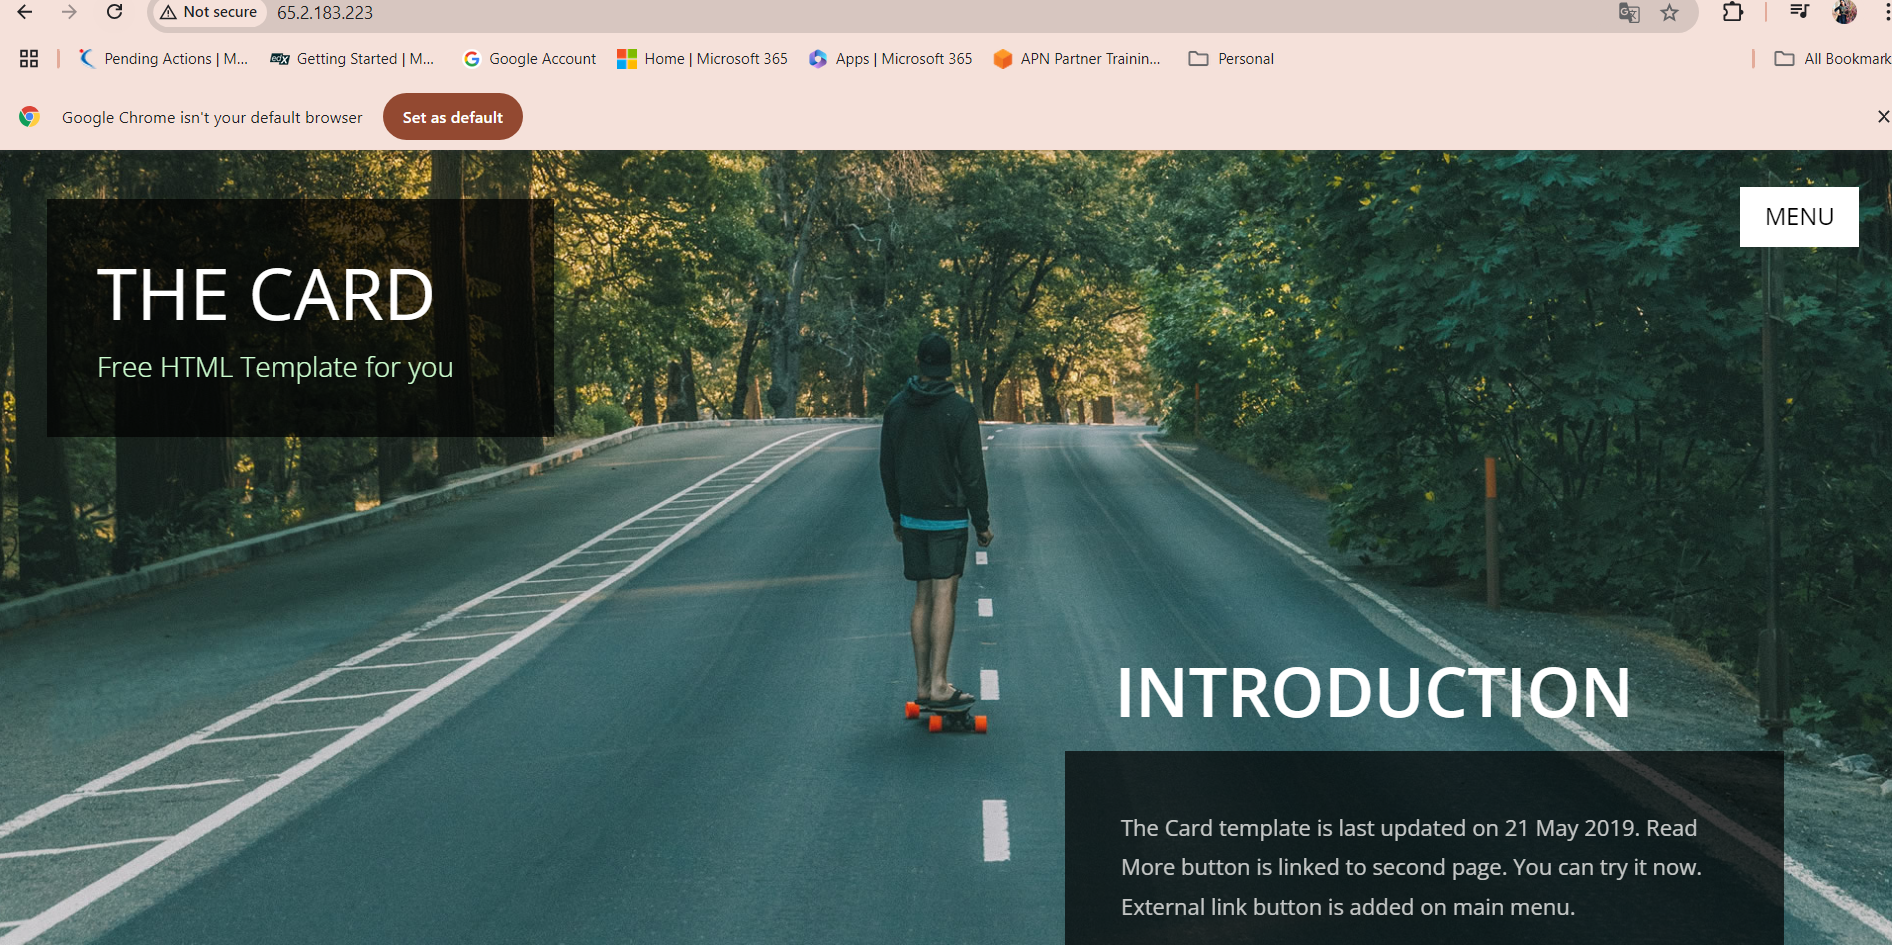 Not secure
65.2.183.223
Pending Actions | M...
Getting Started | M...
Google Account
Home | Microsoft 365
Apps | Microsoft 365
APN Partner Trainin...
Personal
All Bookmark
Google Chrome isn't your default browser
Set as default
MENU
THE CARD
Free HTML Template for you
INTRODUCTION
The Card template is last updated on 21 May 2019. Read
More button is linked to second page. You can try it now.
External link button is added on main menu.